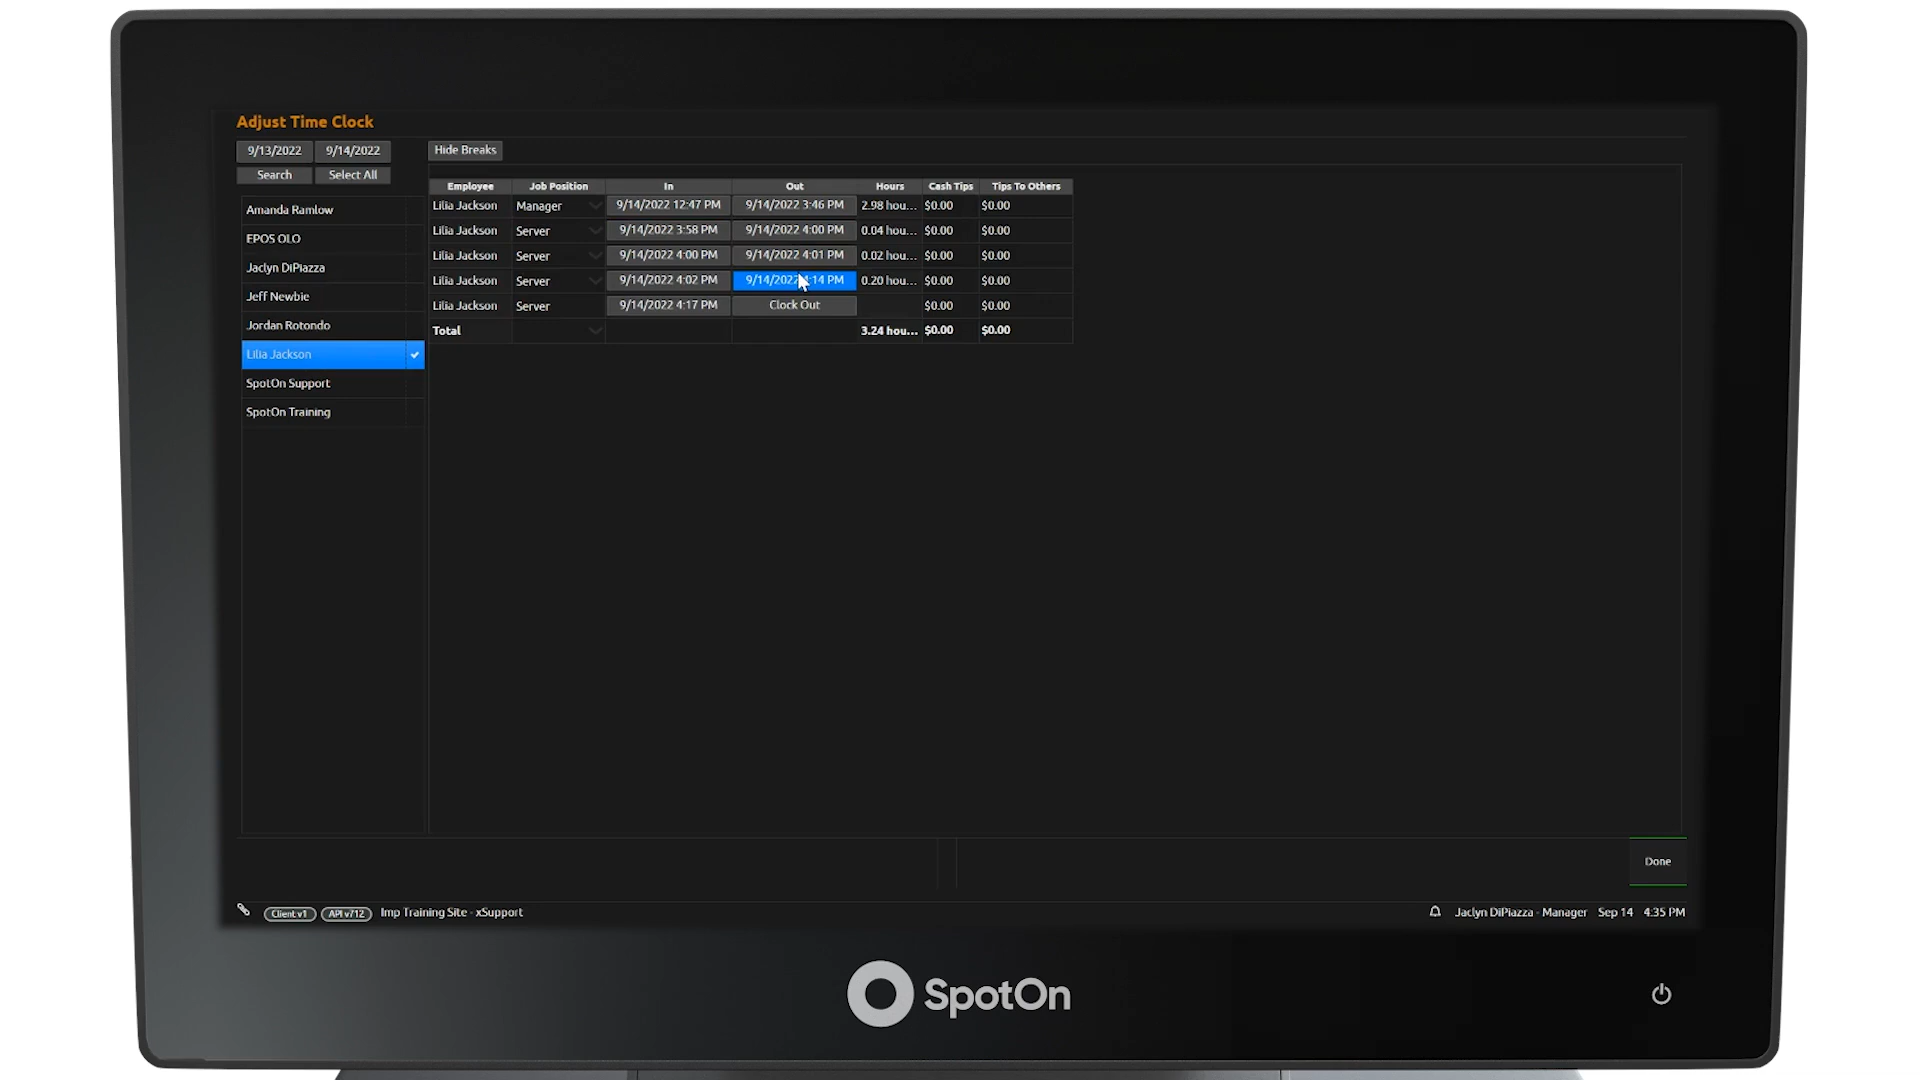 Adjust Time Clock
9/13/2022 9/14/2022 Hide Breaks
Search Select All
Employee Job Position In Out Hours Cash Tips Tips To Others
Lilia Jackson Manager 9/14/2022 12:47 PM 9/14/2022 3:46 PM 2.98 hou... $0.00 $0.00
Lilia Jackson Server 9/14/2022 3:58 PM 9/14/2022 4:00 PM 0.04 hou... $0.00 $0.00
Lilia Jackson Server 9/14/2022 4:00 PM 9/14/2022 4:01 PM 0.02 hou... $0.00 $0.00
Lilia Jackson Server 9/14/2022 4:02 PM 9/14/2022 4:14 PM 0.20 hou... $0.00 $0.00
Lilia Jackson Server 9/14/2022 4:17 PM Clock Out $0.00 $0.00
Total 3.24 hou... $0.00 $0.00
Amanda Ramlow
EPOS OLO
Jaclyn DiPiazza
Jeff Newbie
Jordan Rotondo
Lilia Jackson
SpotOn Support
SpotOn Training
Done
Client v1 API v712 Imp Training Site - xSupport Jaclyn DiPiazza - Manager Sep 14 4:35 PM
SpotOn